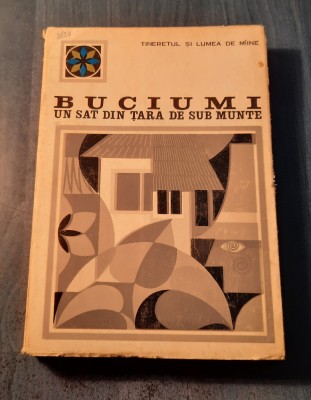 TINERETUL ȘI LUMEA DE MÎINE
BUCIUMI
UN SAT DIN ȚARA DE SUB MUNTE